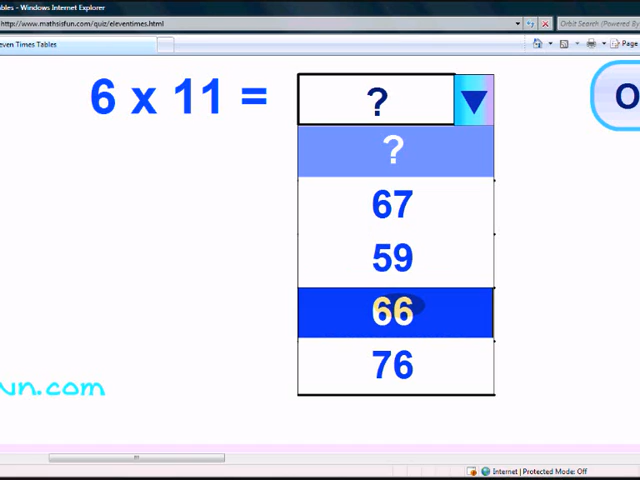 ables - Windows Internet Explorer
http://www.mathsisfun.com/quiz/eleventimes.html
Orbit Search (Powered By
even Times Tables
Page
6 x 11 =
?
O
?
67
59
66
76
un.com
Internet | Protected Mode: Off